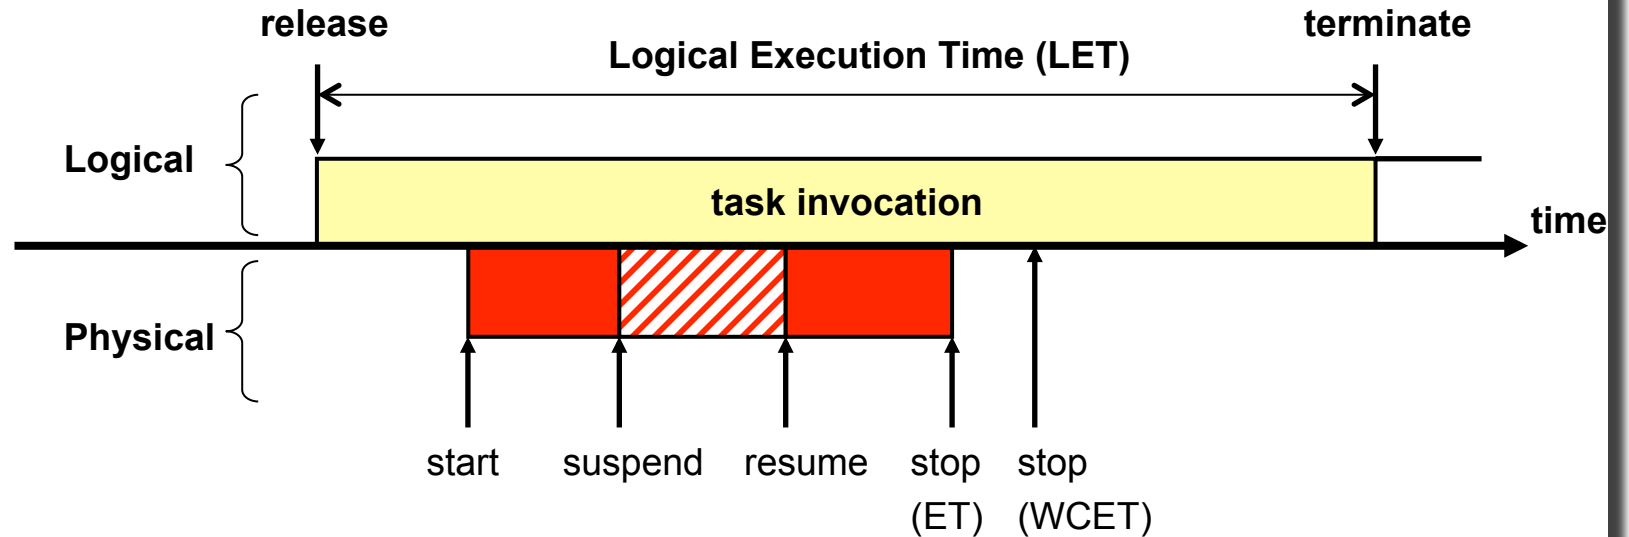 release
terminate
Logical Execution Time (LET)
Logical
task invocation
time
Physical
start
suspend
resume
stop
(ET)
stop
(WCET)